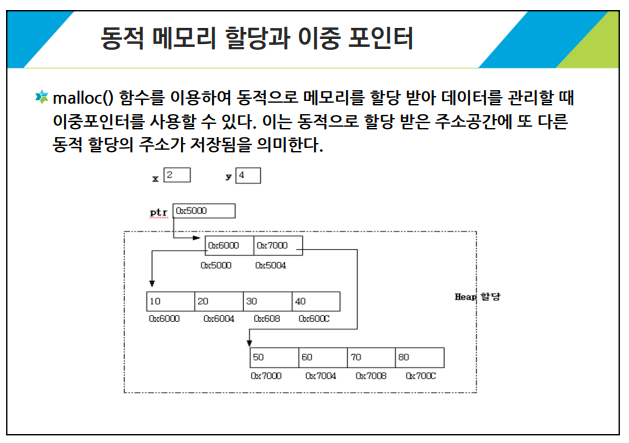 동적 메모리 할당과 이중 포인터
malloc() 함수를 이용하여 동적으로 메모리를 할당 받아 데이터를 관리할 때
이중포인터를 사용할 수 있다. 이는 동적으로 할당 받은 주소공간에 또 다른
동적 할당의 주소가 저장됨을 의미한다.
x 2 y 4
ptr 0x5000
0x6000 0x7000
0x5000 0x5004
10 20 30 40
Heap 할당
0x6000 0x6004 0x608 0x600C
50 60 70 80
0x7000 0x7004 0x7008 0x700C